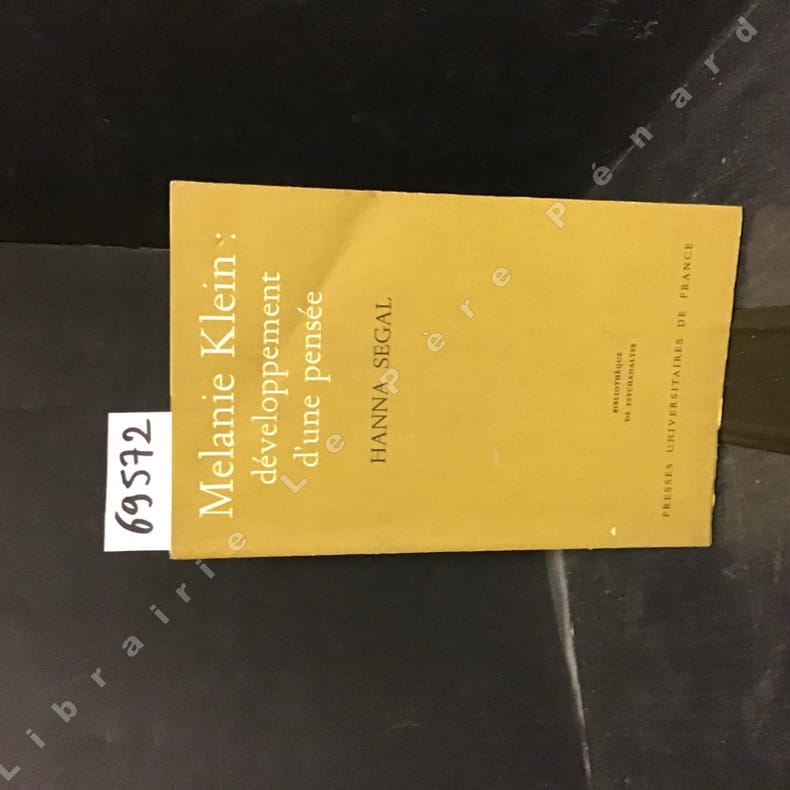 69572
Melanie Klein :
développement
d'une pensée
HANNA SEGAL
BIBLIOTHÈQUE
DE PSYCHANALYSE
PRESSES UNIVERSITAIRES DE FRANCE
Librairie Le Père Pénard